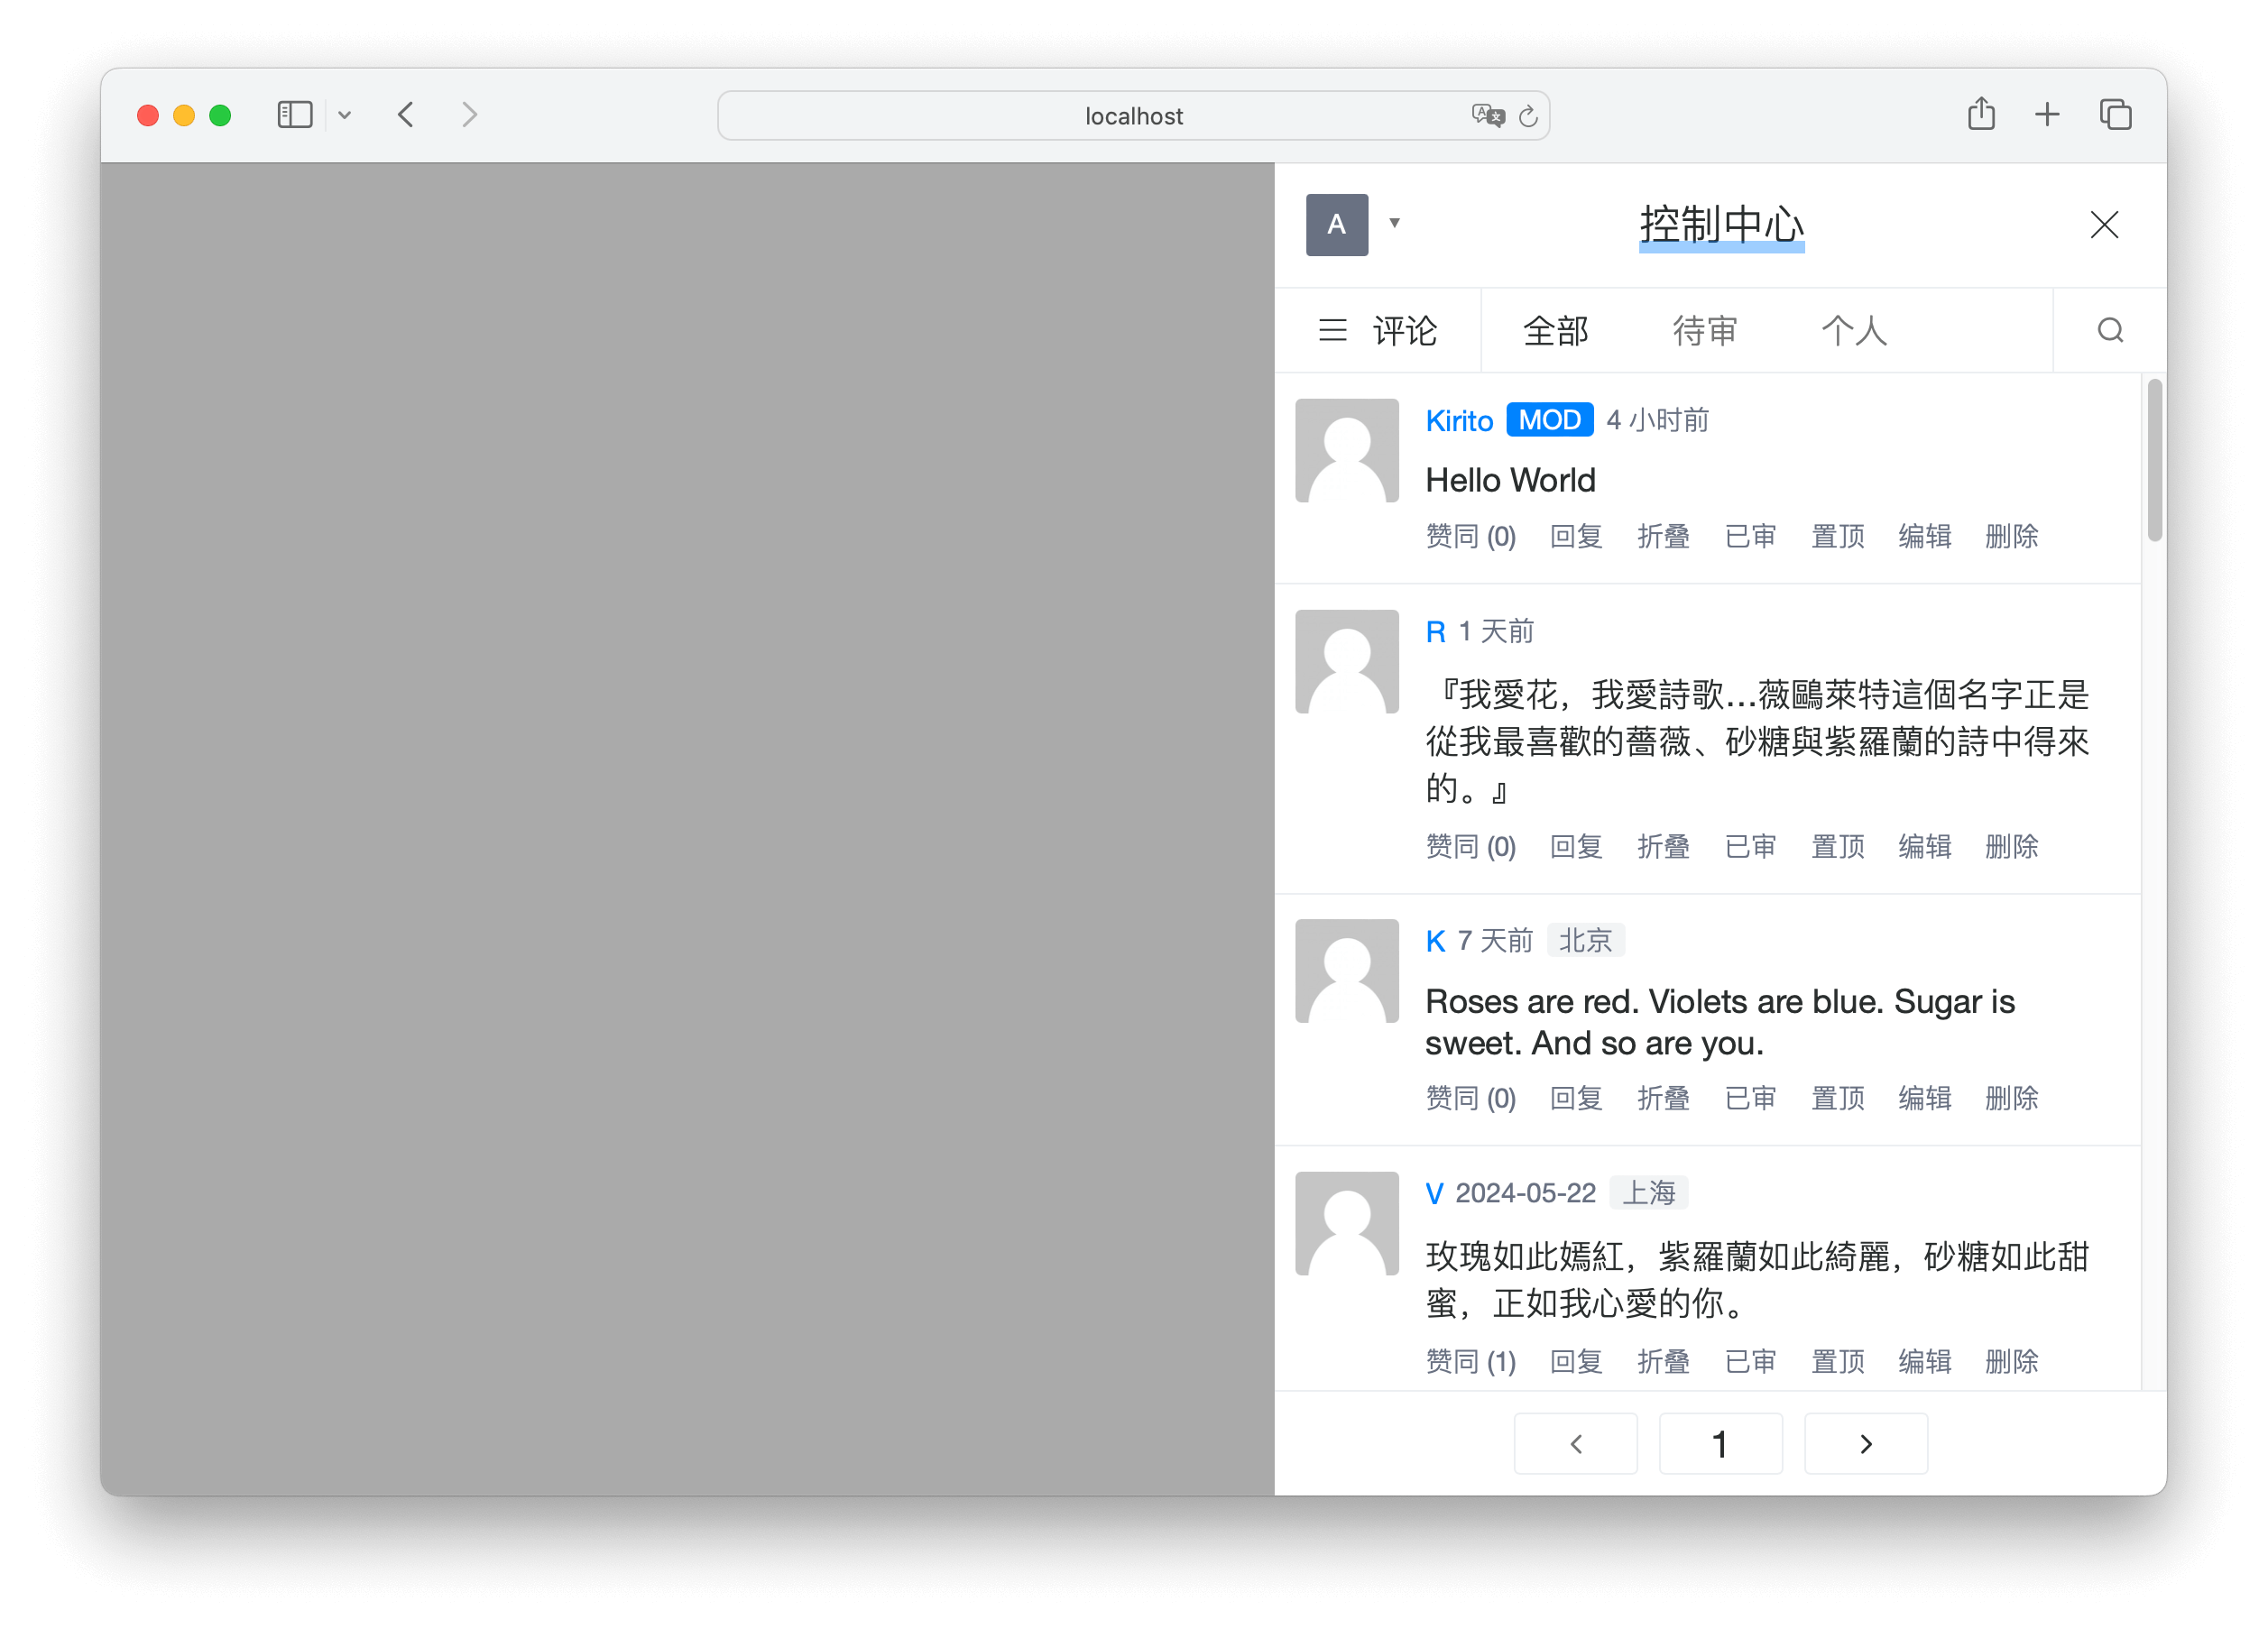 localhost
A 控制中心
评论 全部 待审 个人
Kirito MOD 4 小时前
Hello World
赞同 (0) 回复 折叠 已审 置顶 编辑 删除
R 1 天前
『我愛花，我愛詩歌…薇鷗萊特這個名字正是
從我最喜歡的薔薇、砂糖與紫羅蘭的詩中得來
的。』
赞同 (0) 回复 折叠 已审 置顶 编辑 删除
K 7 天前 北京
Roses are red. Violets are blue. Sugar is
sweet. And so are you.
赞同 (0) 回复 折叠 已审 置顶 编辑 删除
V 2024-05-22 上海
玫瑰如此嫣紅，紫羅蘭如此綺麗，砂糖如此甜
蜜，正如我心愛的你。
赞同 (1) 回复 折叠 已审 置顶 编辑 删除
1